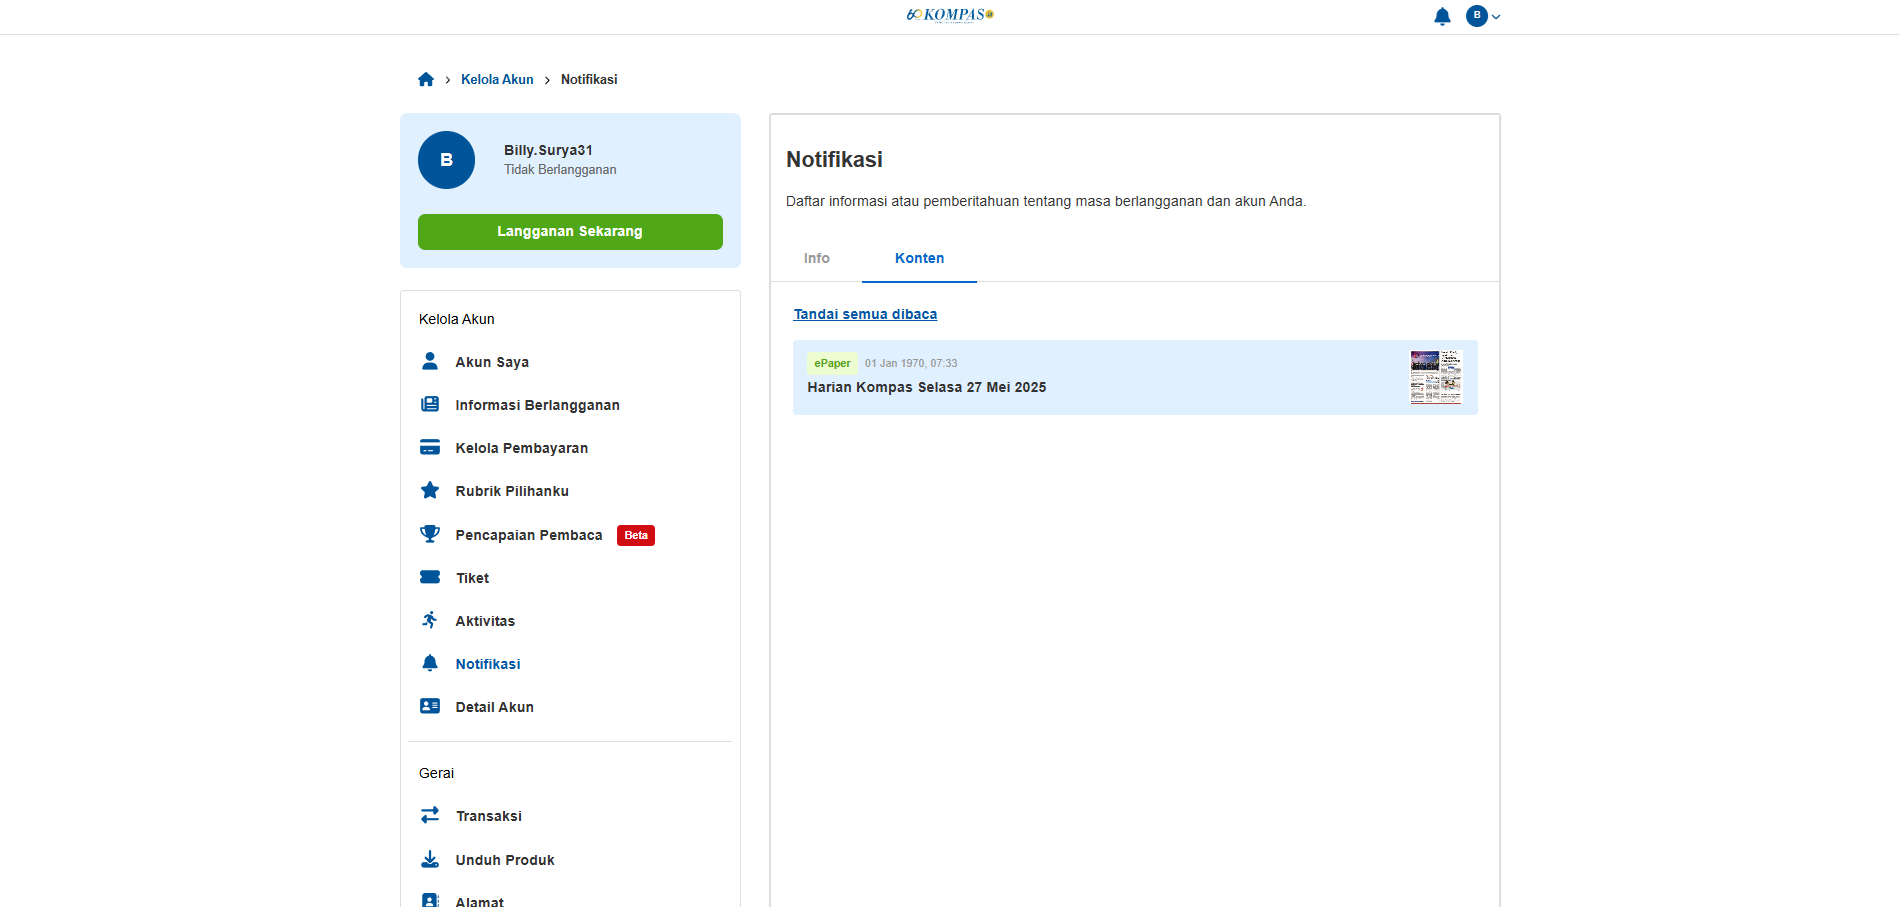 KOMPAS
B
Kelola Akun
Notifikasi
B
Billy.Surya31
Tidak Berlangganan
Langganan Sekarang
Kelola Akun
Akun Saya
Informasi Berlangganan
Kelola Pembayaran
Rubrik Pilihanku
Pencapaian Pembaca Beta
Tiket
Aktivitas
Notifikasi
Detail Akun
Gerai
Transaksi
Unduh Produk
Alamat
Notifikasi
Daftar informasi atau pemberitahuan tentang masa berlangganan dan akun Anda.
Info Konten
Tandai semua dibaca
ePaper 01 Jan 1970, 07:33
Harian Kompas Selasa 27 Mei 2025